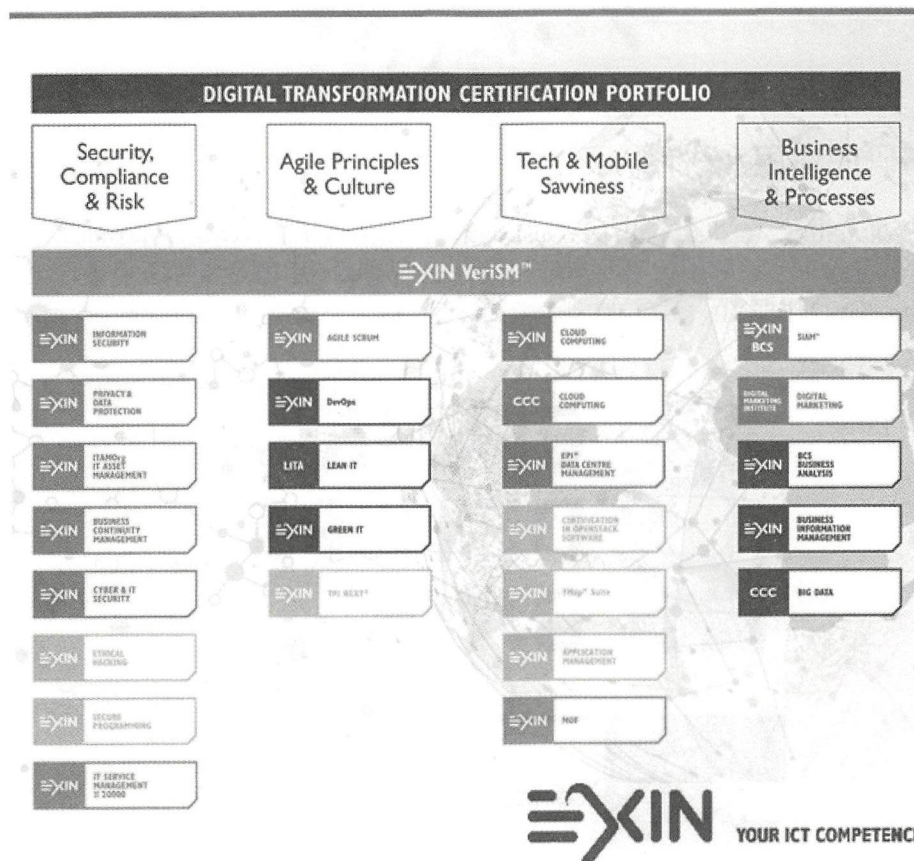 DIGITAL TRANSFORMATION CERTIFICATION PORTFOLIO
Security,
Compliance
& Risk
Agile Principles
& Culture
Tech & Mobile
Savviness
Business
Intelligence
& Processes
EXIN VeriSM™
EXIN
INFORMATION
SECURITY
EXIN
PRIVACY &
DATA
PROTECTION
EXIN
ITAMOrg
IT ASSET
MANAGEMENT
EXIN
BUSINESS
CONTINUITY
MANAGEMENT
EXIN
CYBER & IT
SECURITY
EXIN
ETHICAL
HACKING
EXIN
SECURE
PROGRAMMING
EXIN
IT SERVICE
MANAGEMENT
20000
EXIN
AGILE SCRUM
EXIN
DevOps
LITA
LEAN IT
EXIN
GREEN IT
EXIN
TPI NEXT®
EXIN
CLOUD
COMPUTING
CCC
CLOUD
COMPUTING
EXIN
EPI®
DATA CENTRE
MANAGEMENT
EXIN
CERTIFICATION
IN OPENSTACK
SOFTWARE
EXIN
TMap® Suite
EXIN
APPLICATION
MANAGEMENT
EXIN
MOF
EXIN
BCS
SIAM™
DIGITAL
MARKETING
INSTITUTE
DIGITAL
MARKETING
EXIN
BCS
BUSINESS
ANALYSIS
EXIN
BUSINESS
INFORMATION
MANAGEMENT
CCC
BIG DATA
EXIN
YOUR ICT COMPETENCE